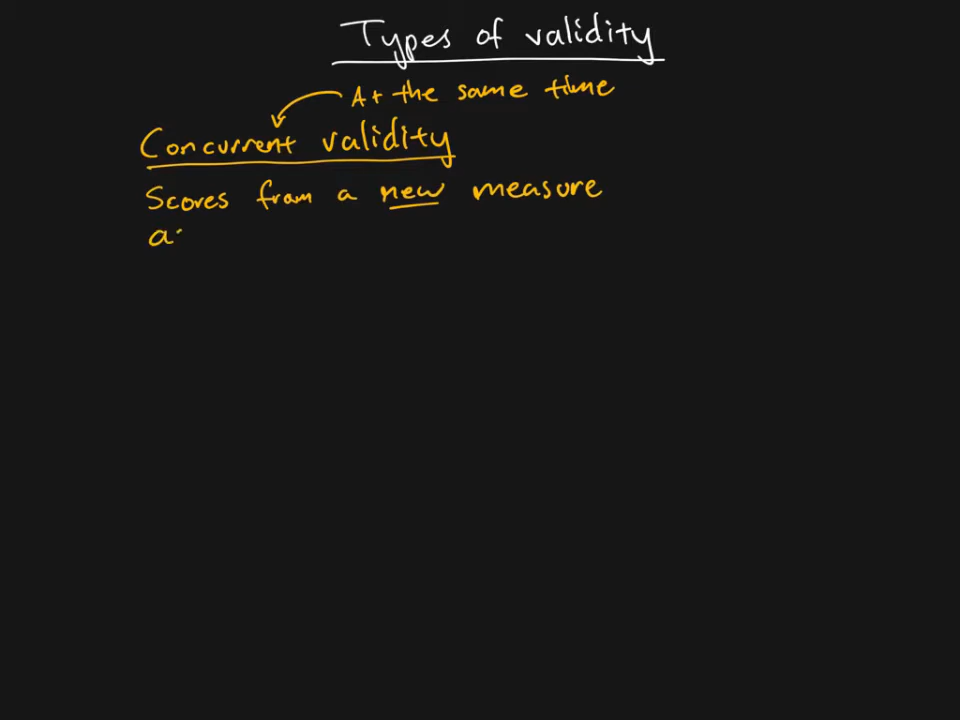 Types of validity
At the same time
Concurrent validity
Scores from a new measure
a